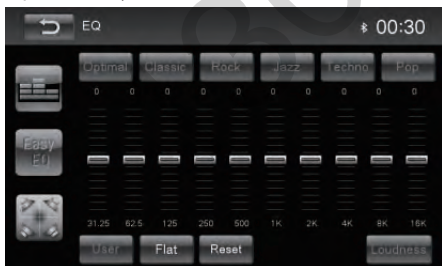 EQ 00:30
Optimal Classic Rock Jazz Techno Pop
0 0 0 0 0 0 0 0 0 0
Easy
EQ
31.25 62.5 125 250 500 1K 2K 4K 8K 16K
User Flat Reset Loudness